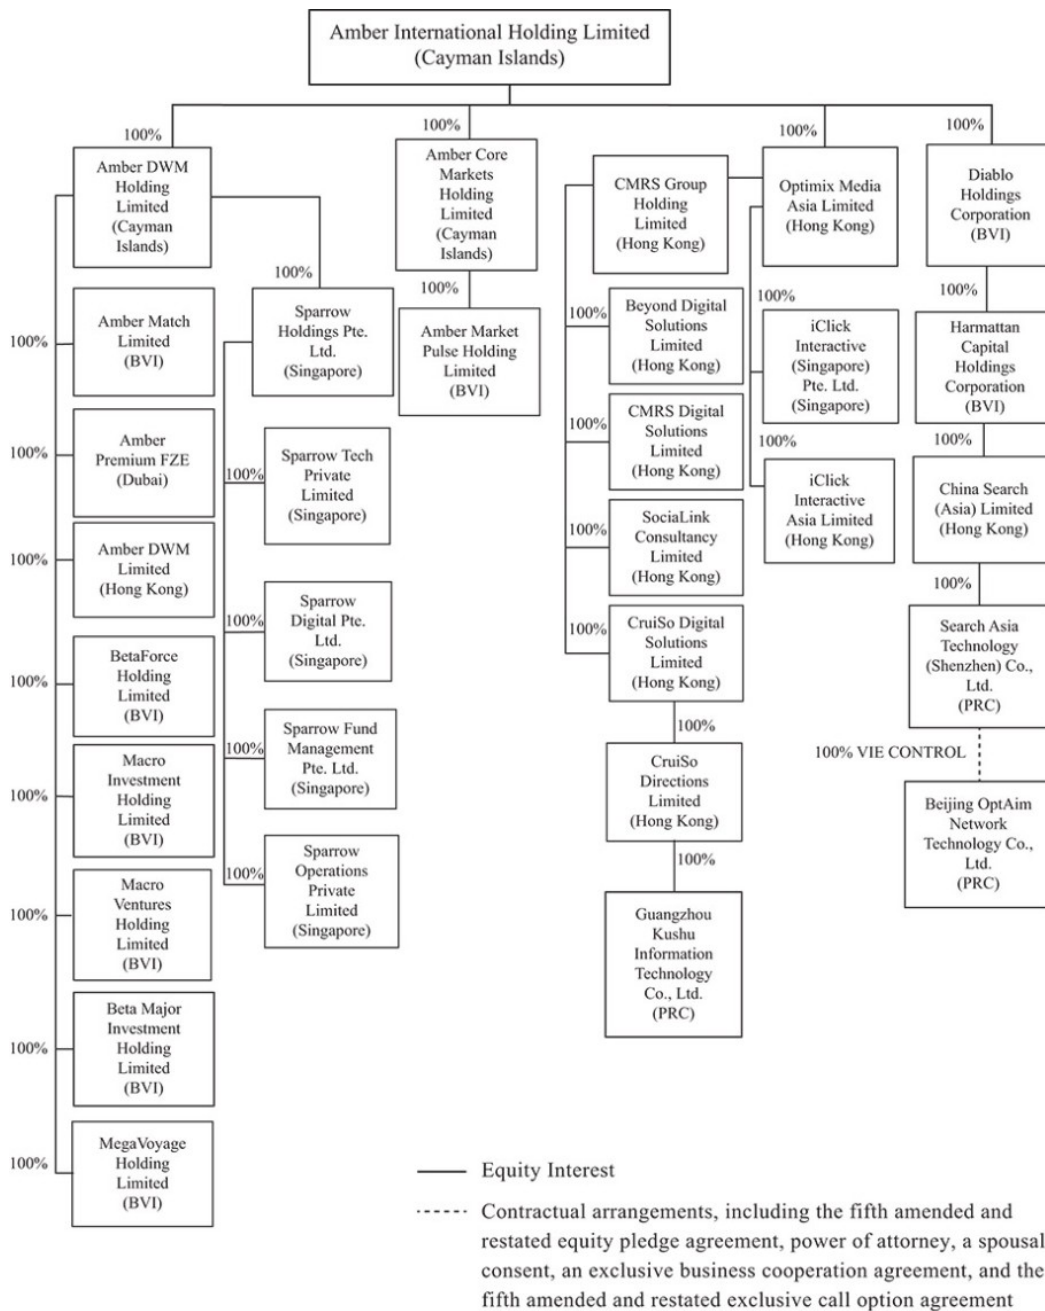 Amber International Holding Limited
(Cayman Islands)
100%
100%
100%
100%
Amber DWM
Holding
Limited
(Cayman
Islands)
Amber Core
Markets
Holding
Limited
(Cayman
Islands)
CMRS Group
Holding
Limited
(Hong Kong)
Optimix Media
Asia Limited
(Hong Kong)
Diablo
Holdings
Corporation
(BVI)
100%
100%
100%
100%
100%
Amber Match
Limited
(BVI)
100%
Sparrow
Holdings Pte.
Ltd.
(Singapore)
Amber Market
Pulse Holding
Limited
(BVI)
100%
Beyond Digital
Solutions
Limited
(Hong Kong)
iClick
Interactive
(Singapore)
Pte. Ltd.
(Singapore)
Harmattan
Capital
Holdings
Corporation
(BVI)
100%
Amber
Premium FZE
(Dubai)
100%
Sparrow Tech
Private
Limited
(Singapore)
100%
CMRS Digital
Solutions
Limited
(Hong Kong)
100%
iClick
Interactive
Asia Limited
(Hong Kong)
100%
China Search
(Asia) Limited
(Hong Kong)
100%
Amber DWM
Limited
(Hong Kong)
100%
SociaLink
Consultancy
Limited
(Hong Kong)
100%
100%
Sparrow
Digital Pte.
Ltd.
(Singapore)
100%
CruiSo Digital
Solutions
Limited
(Hong Kong)
Search Asia
Technology
(Shenzhen) Co.,
Ltd.
(PRC)
100%
BetaForce
Holding
Limited
(BVI)
100%
Sparrow Fund
Management
Pte. Ltd.
(Singapore)
100%
CruiSo
Directions
Limited
(Hong Kong)
100% VIE CONTROL
100%
Macro
Investment
Holding
Limited
(BVI)
Beijing OptAim
Network
Technology Co.,
Ltd.
(PRC)
100%
Sparrow
Operations
Private
Limited
(Singapore)
100%
100%
Macro
Ventures
Holding
Limited
(BVI)
Guangzhou
Kushu
Information
Technology
Co., Ltd.
(PRC)
100%
Beta Major
Investment
Holding
Limited
(BVI)
100%
MegaVoyage
Holding
Limited
(BVI)
Equity Interest
Contractual arrangements, including the fifth amended and
restated equity pledge agreement, power of attorney, a spousal
consent, an exclusive business cooperation agreement, and the
fifth amended and restated exclusive call option agreement